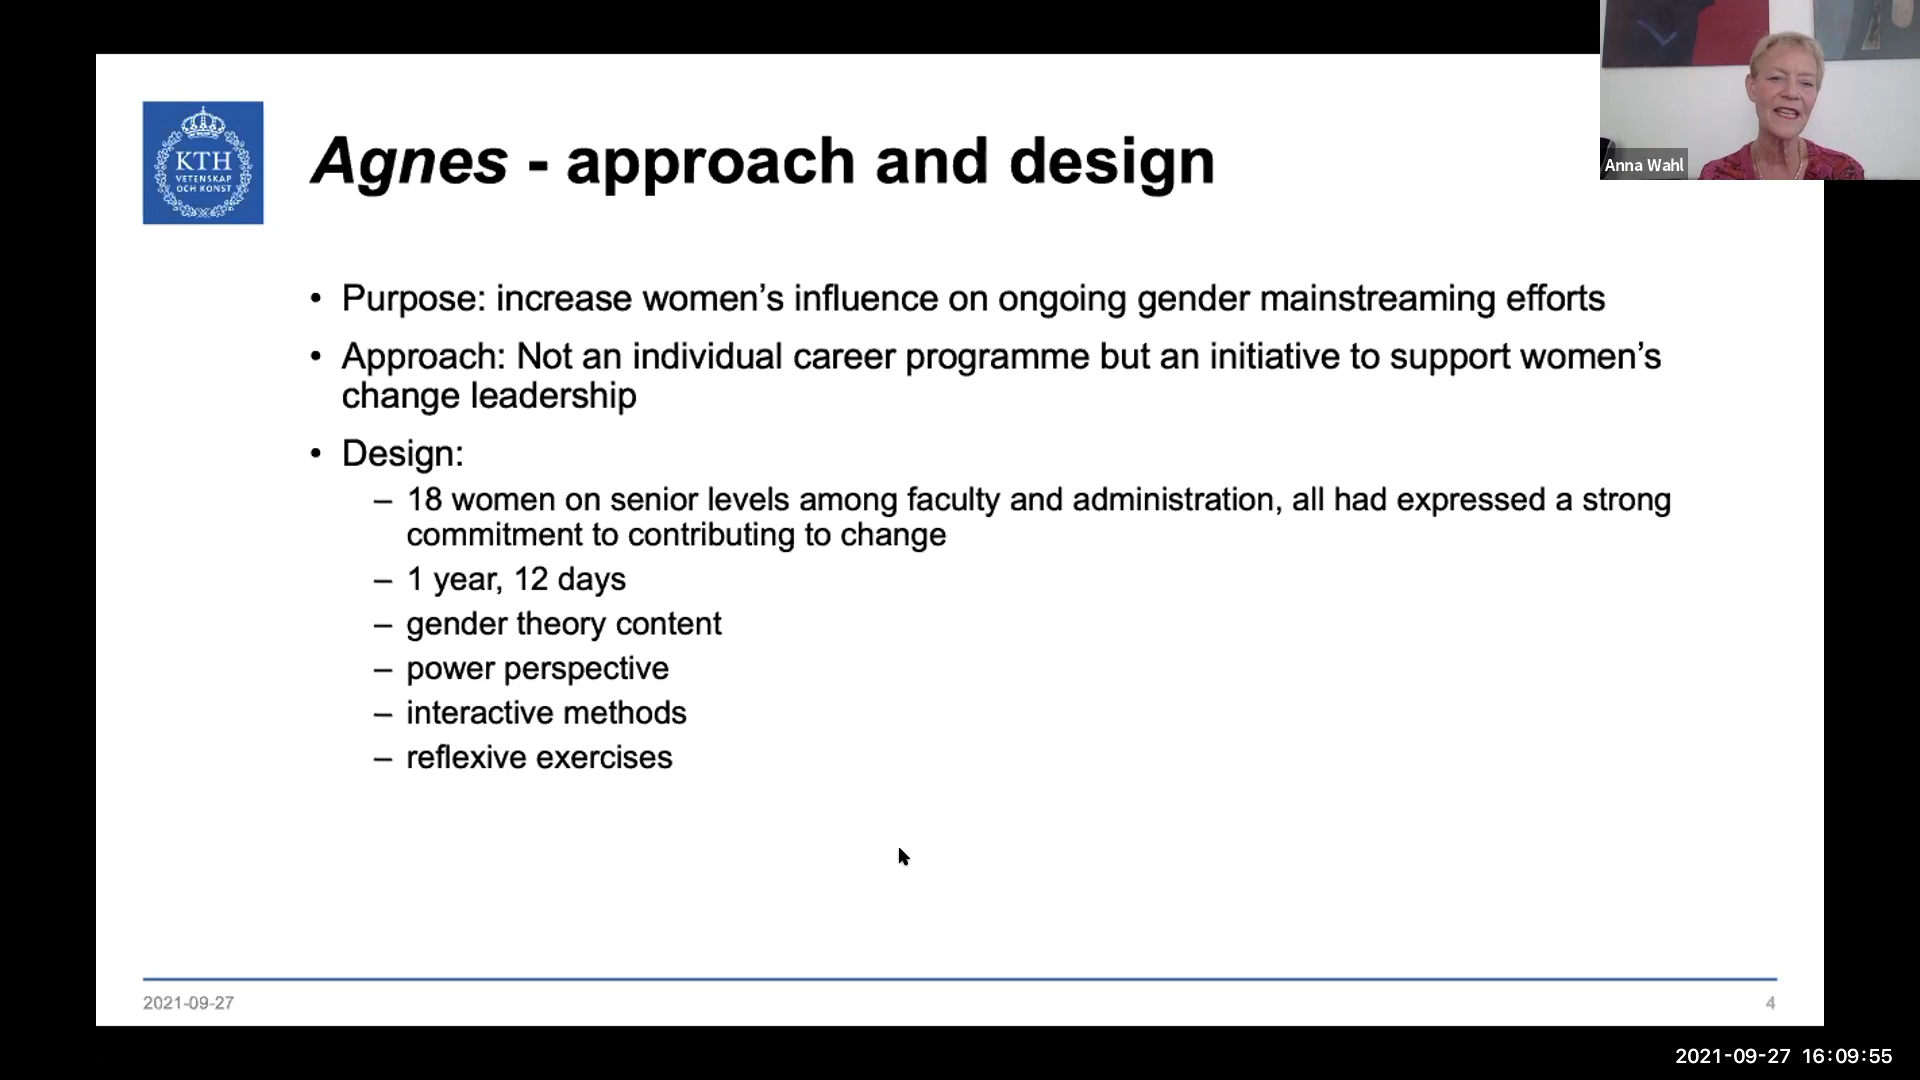 KTH
VETENSKAP
OCH KONST
Agnes - approach and design
Anna Wahl
• Purpose: increase women’s influence on ongoing gender mainstreaming efforts
• Approach: Not an individual career programme but an initiative to support women’s
change leadership
• Design:
– 18 women on senior levels among faculty and administration, all had expressed a strong
commitment to contributing to change
– 1 year, 12 days
– gender theory content
– power perspective
– interactive methods
– reflexive exercises
2021-09-27
4
2021-09-27 16:09:55